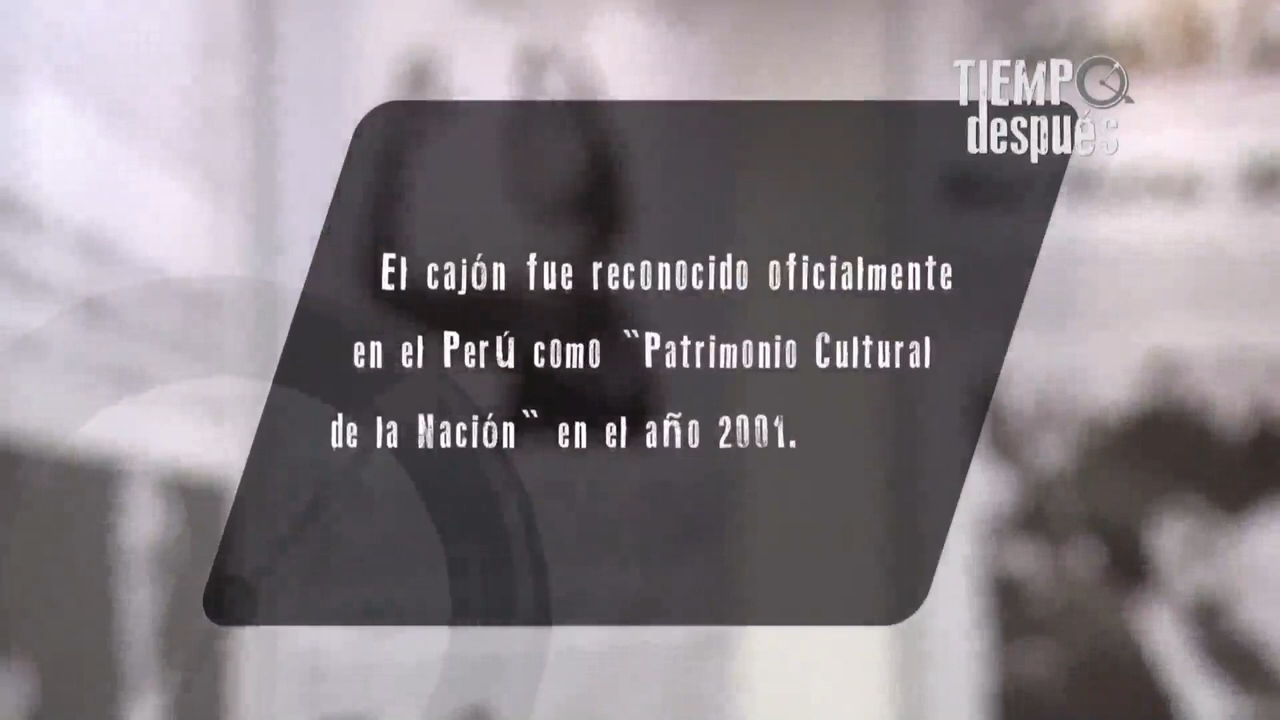 TIEMPO
después
El cajón fue reconocido oficialmente
en el Perú como "Patrimonio Cultural
de la Nación" en el año 2001.